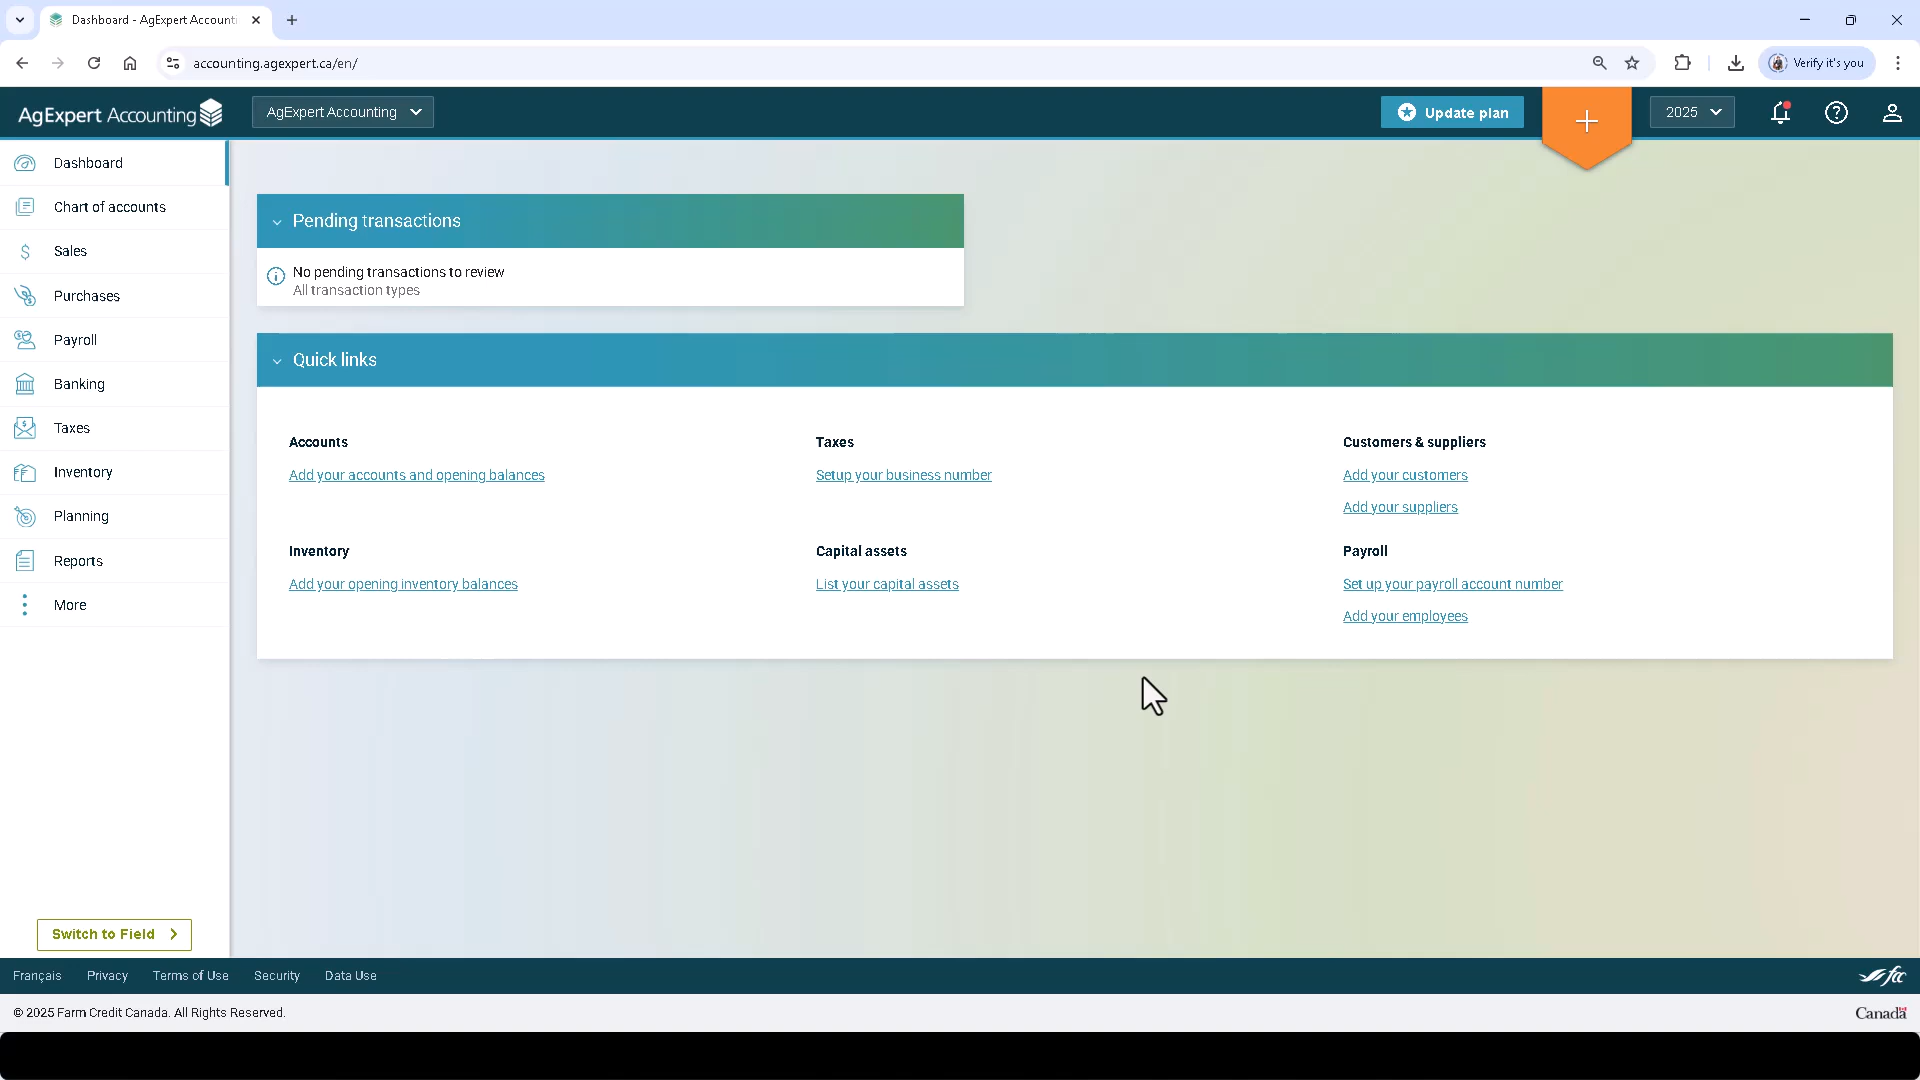 Dashboard - AgExpert Account
accounting.agexpert.ca/en/
Verify it's you
AgExpert Accounting
AgExpert Accounting
Update plan
2025
Dashboard
Chart of accounts
Sales
Purchases
Payroll
Banking
Taxes
Inventory
Planning
Reports
More
Switch to Field
Pending transactions
No pending transactions to review
All transaction types
Quick links
Accounts
Add your accounts and opening balances
Taxes
Setup your business number
Customers & suppliers
Add your customers
Add your suppliers
Inventory
Add your opening inventory balances
Capital assets
List your capital assets
Payroll
Set up your payroll account number
Add your employees
Français Privacy Terms of Use Security Data Use
fcc
© 2025 Farm Credit Canada. All Rights Reserved.
Canada